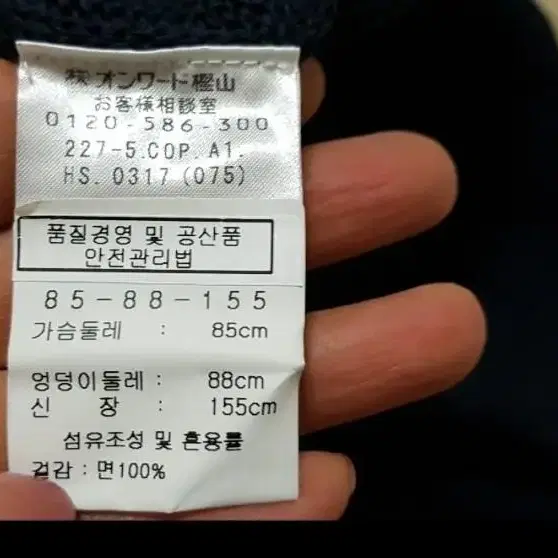 ㈱オンワード樫山
お客様相談室
0120-586-300
227-5.COP.A1.
HS. 0317 (075)
품질경영 및 공산품
안전관리법
85-88-155
가슴둘레 : 85cm
엉덩이둘레 : 88cm
신 장 : 155cm
섬유조성 및 혼용률
겉감 : 면100%